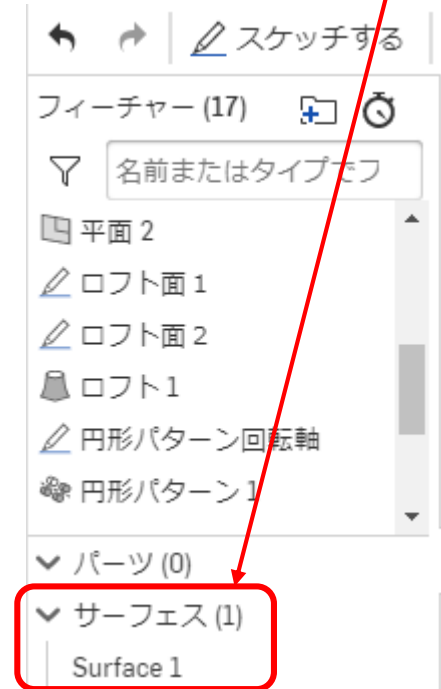 スケッチする
フィーチャー (17)
名前またはタイプでフ
平面 2
ロフト面 1
ロフト面 2
ロフト 1
円形パターン回転軸
円形パターン 1
パーツ (0)
サーフェス (1)
Surface 1